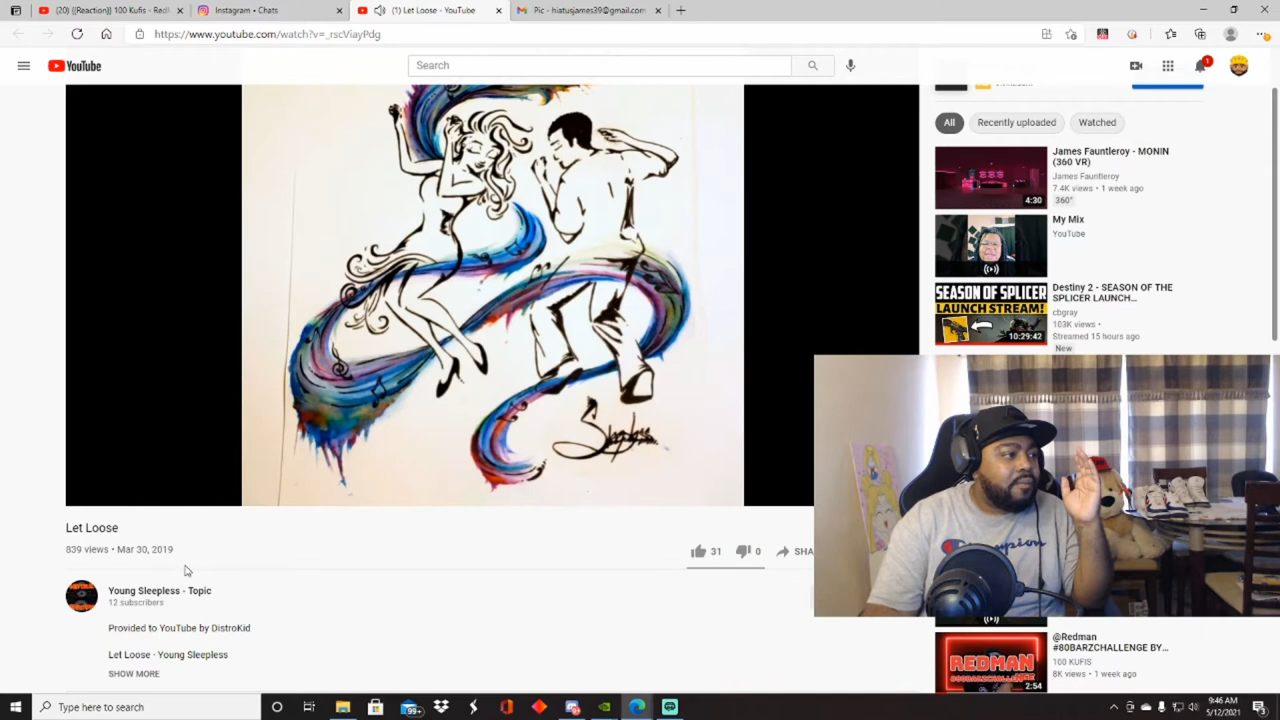 (20) [[Reaction]] 100 Kufis - Red
Instagram • Chats
(1) Let Loose - YouTube
Pic - hiatusjames39@gmail.com
https://www.youtube.com/watch?v=_rscViayPdg
YouTube
Search
1
All
Recently uploaded
Watched
James Fauntleroy - MONIN
(360 VR)
James Fauntleroy
7.4K views • 1 week ago
360°
4:30
My Mix
YouTube
SEASON OF SPLICER
LAUNCH STREAM!
10:29:42
Destiny 2 - SEASON OF THE
SPLICER LAUNCH...
cbgray
103K views •
Streamed 15 hours ago
New
Sleepless
Champion
Let Loose
839 views • Mar 30, 2019
31
0
SHA
Young Sleepless - Topic
12 subscribers
Provided to YouTube by DistroKid
Let Loose · Young Sleepless
SHOW MORE
REDMAN
#80BARZCHALLENGE
2:54
@Redman
#80BARZCHALLENGE BY...
100 KUFIS
8K views • 1 week ago
Type here to search
99+
9:46 AM
5/12/2021
3